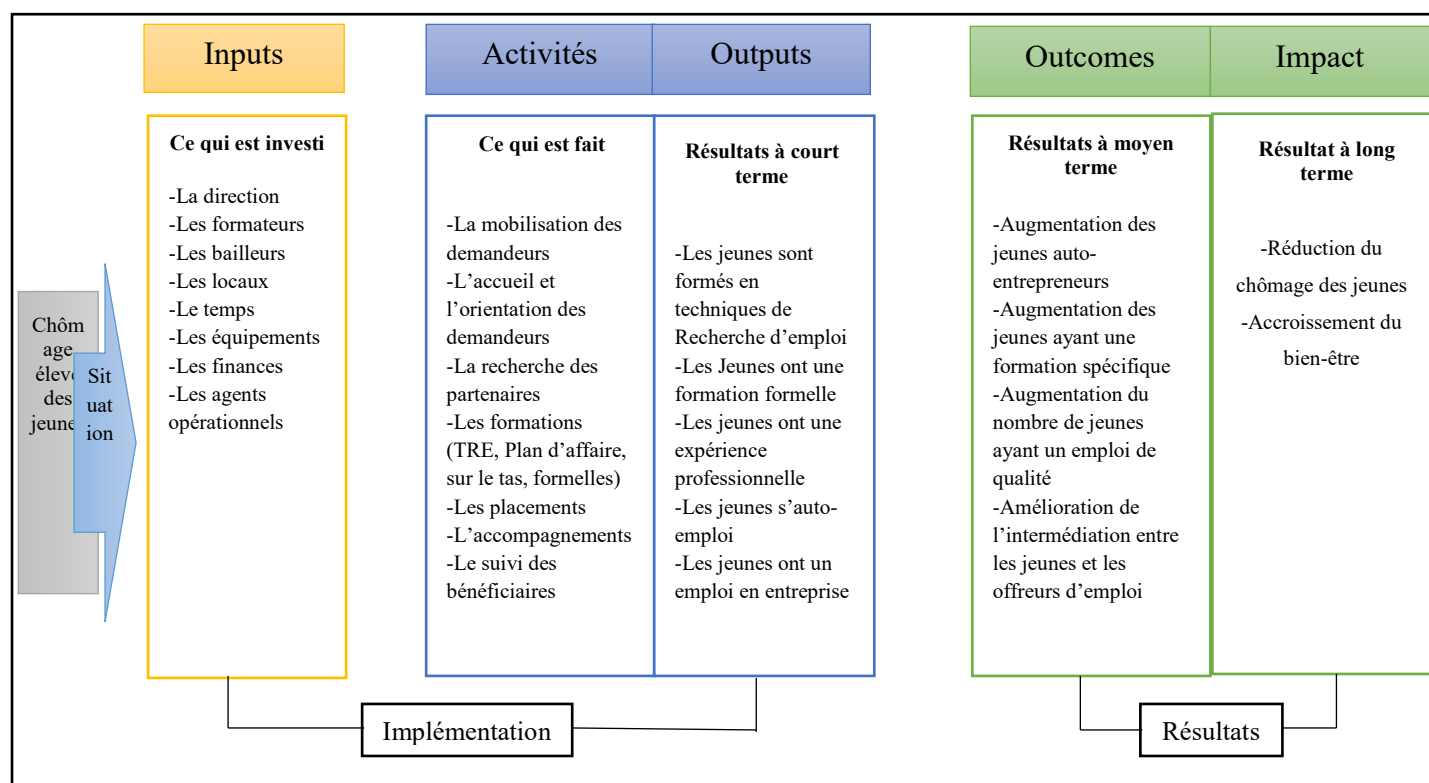 Inputs
Activités
Outputs
Outcomes
Impact
Chôm
age
élevé
des
jeunes
Sit
uat
ion
Ce qui est investi
-La direction
-Les formateurs
-Les bailleurs
-Les locaux
-Le temps
-Les équipements
-Les finances
-Les agents
opérationnels
Ce qui est fait
-La mobilisation des
demandeurs
-L’accueil et
l’orientation des
demandeurs
-La recherche des
partenaires
-Les formations
(TRE, Plan d’affaire,
sur le tas, formelles)
-Les placements
-L’accompagnements
-Le suivi des
bénéficiaires
Résultats à court
terme
-Les jeunes sont
formés en
techniques de
Recherche d’emploi
-Les Jeunes ont une
formation formelle
-Les jeunes ont une
expérience
professionnelle
-Les jeunes s’auto-
emploi
-Les jeunes ont un
emploi en entreprise
Résultats à moyen
terme
-Augmentation des
jeunes auto-
entrepreneurs
-Augmentation des
jeunes ayant une
formation spécifique
-Augmentation du
nombre de jeunes
ayant un emploi de
qualité
-Amélioration de
l’intermédiation entre
les jeunes et les
offreurs d’emploi
Résultat à long
terme
-Réduction du
chômage des jeunes
-Accroissement du
bien-être
Implémentation
Résultats